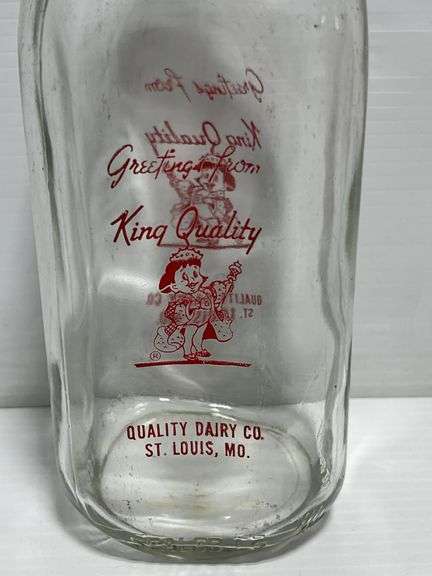 Greetings from
King Quality
®
QUALITY DAIRY CO.
ST. LOUIS, MO.